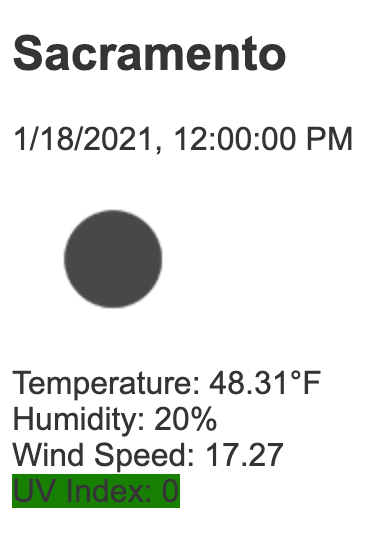 Sacramento
1/18/2021, 12:00:00 PM
Temperature: 48.31°F
Humidity: 20%
Wind Speed: 17.27
UV Index: 0